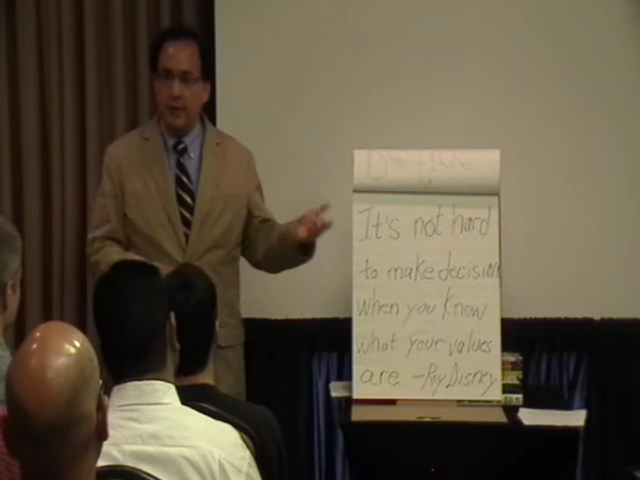 It's not hard
to make decision
when you know
what your values
are - Roy Disney